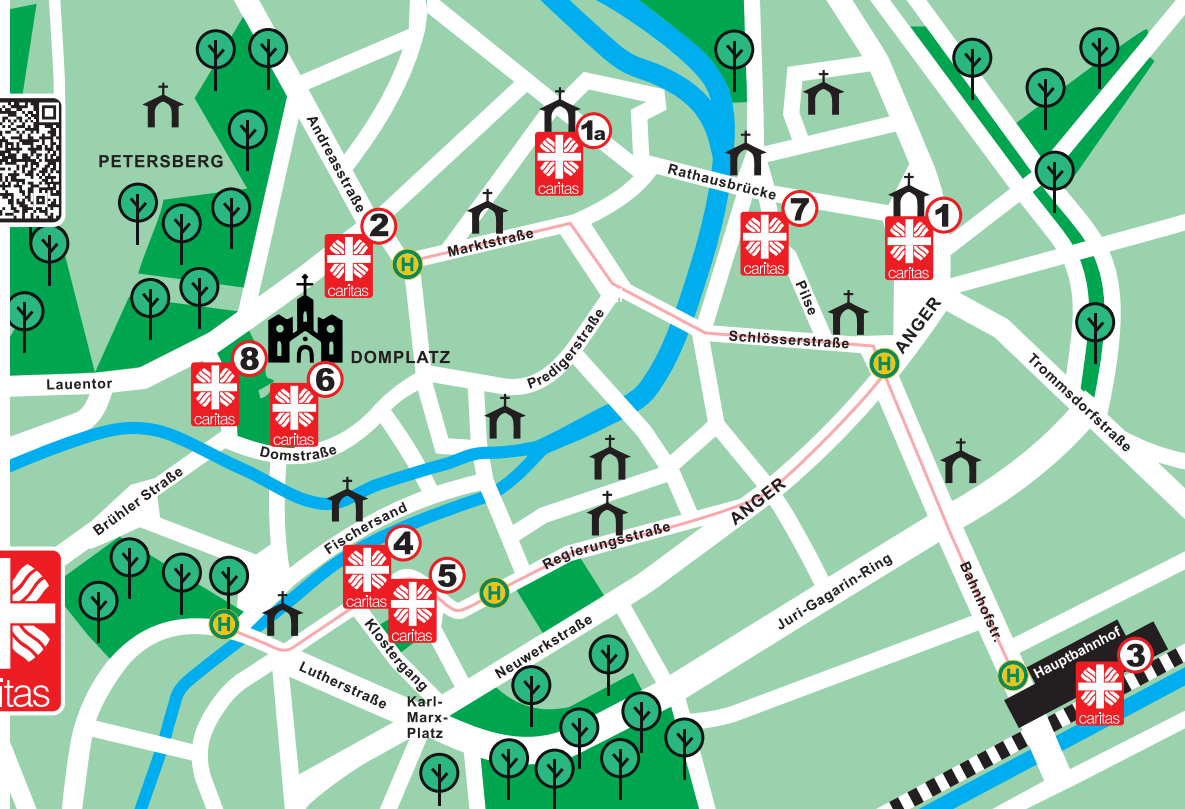 PETERSBERG
Andreasstraße
1a
caritas
Rathausbrücke
2
caritas
H
Marktstraße
7
caritas
1
caritas
Pilse
ANGER
Schlösserstraße
H
Trommsdorfstraße
DOMPLATZ
Predigerstraße
Lauentor
8
caritas
6
caritas
Domstraße
Brühler Straße
Fischersand
ANGER
Regierungsstraße
4
caritas
5
caritas
H
H
Klostergang
Neuwerkstraße
Juri-Gagarin-Ring
Bahnhofstr.
Lutherstraße
Karl-
Marx-
Platz
H
Hauptbahnhof
3
caritas
itas